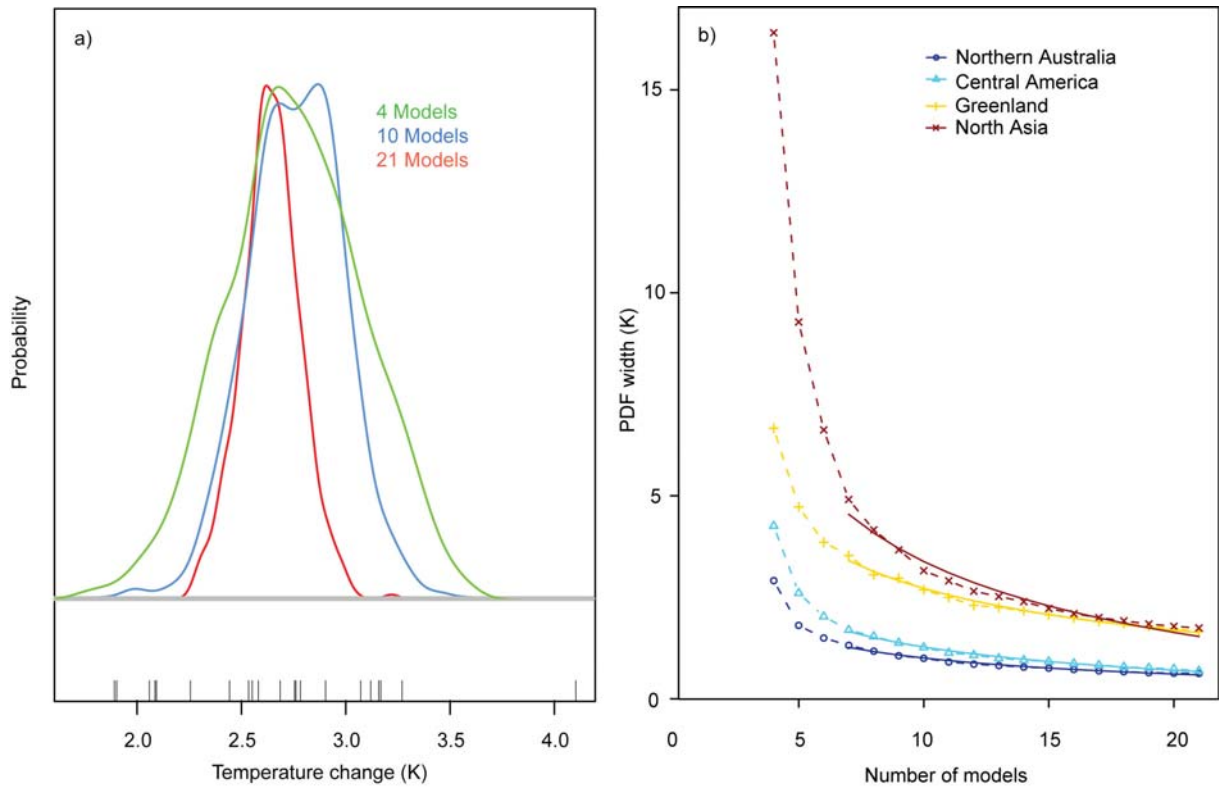 a)
4 Models
10 Models
21 Models
Probability
2.0 2.5 3.0 3.5 4.0
Temperature change (K)
b)
Northern Australia
Central America
Greenland
North Asia
15
10
5
0
PDF width (K)
0 5 10 15 20
Number of models